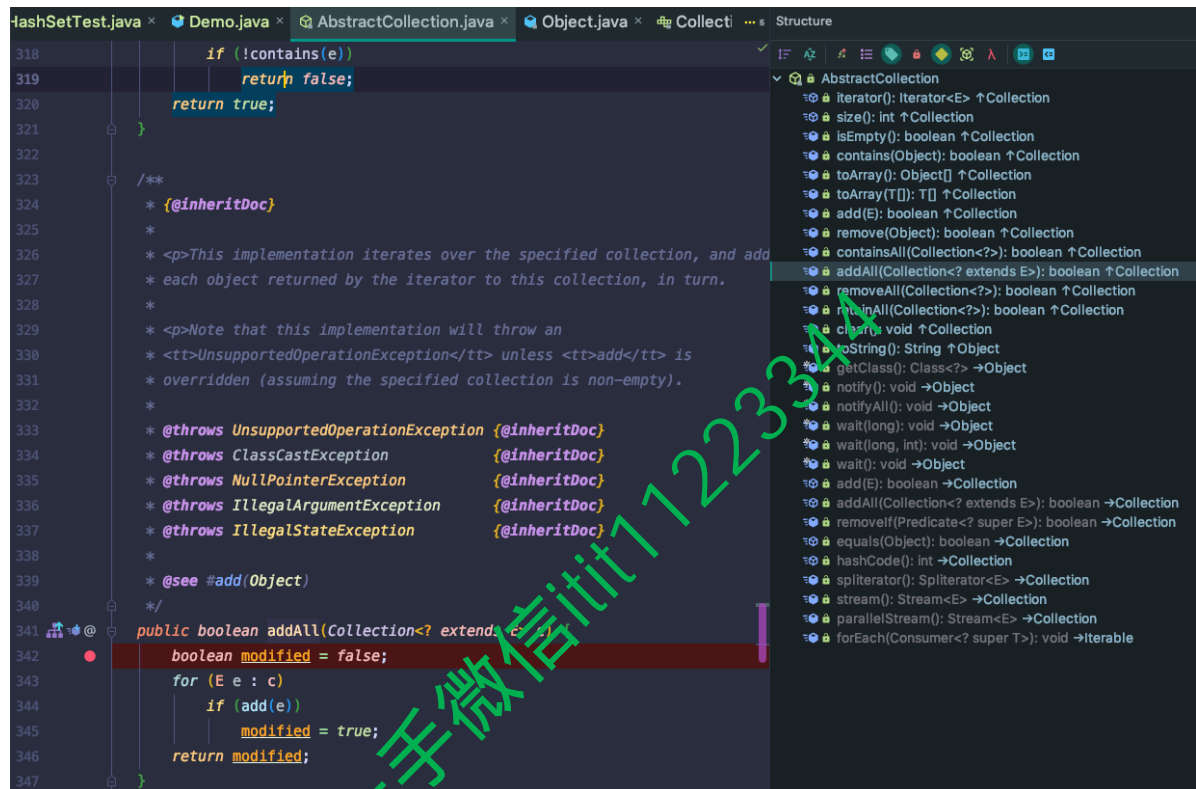 HashSetTest.java × Demo.java × AbstractCollection.java × Object.java × Collecti ••• 5
318 if (!contains(e))
319 return false;
320 return true;
321 }
322
323 /**
324 * {@inheritDoc}
325 *
326 * <p>This implementation iterates over the specified collection, and add
327 * each object returned by the iterator to this collection, in turn.
328 *
329 * <p>Note that this implementation will throw an
330 * <tt>UnsupportedOperationException</tt> unless <tt>add</tt> is
331 * overridden (assuming the specified collection is non-empty).
332 *
333 * @throws UnsupportedOperationException {@inheritDoc}
334 * @throws ClassCastException {@inheritDoc}
335 * @throws NullPointerException {@inheritDoc}
336 * @throws IllegalArgumentException {@inheritDoc}
337 * @throws IllegalStateException {@inheritDoc}
338 *
339 * @see #add(Object)
340 */
341 @ public boolean addAll(Collection<? extends E> c) {
342 boolean modified = false;
343 for (E e : c)
344 if (add(e))
345 modified = true;
346 return modified;
347 }
Structure
AbstractCollection
iterator(): Iterator<E> ↑Collection
size(): int ↑Collection
isEmpty(): boolean ↑Collection
contains(Object): boolean ↑Collection
toArray(): Object[] ↑Collection
toArray(T[]): T[] ↑Collection
add(E): boolean ↑Collection
remove(Object): boolean ↑Collection
containsAll(Collection<?>): boolean ↑Collection
addAll(Collection<? extends E>): boolean ↑Collection
removeAll(Collection<?>): boolean ↑Collection
retainAll(Collection<?>): boolean ↑Collection
clear(): void ↑Collection
toString(): String ↑Object
getClass(): Class<?> →Object
notify(): void →Object
notifyAll(): void →Object
wait(long): void →Object
wait(long, int): void →Object
wait(): void →Object
add(E): boolean →Collection
addAll(Collection<? extends E>): boolean →Collection
removeIf(Predicate<? super E>): boolean →Collection
equals(Object): boolean →Collection
hashCode(): int →Collection
spliterator(): Spliterator<E> →Collection
stream(): Stream<E> →Collection
parallelStream(): Stream<E> →Collection
forEach(Consumer<? super T>): void →Iterable
手微信itit11223344